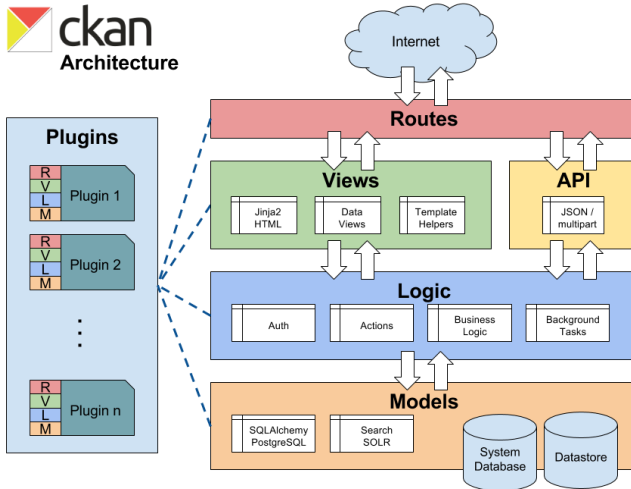 ckan
Architecture
Internet
Routes
Plugins
R
V
L
M
Plugin 1
R
V
L
M
Plugin 2
R
V
L
M
Plugin n
Views
Jinja2
HTML
Data
Views
Template
Helpers
API
JSON /
multipart
Logic
Auth
Actions
Business
Logic
Background
Tasks
Models
SQLAlchemy
PostgreSQL
Search
SOLR
System
Database
Datastore